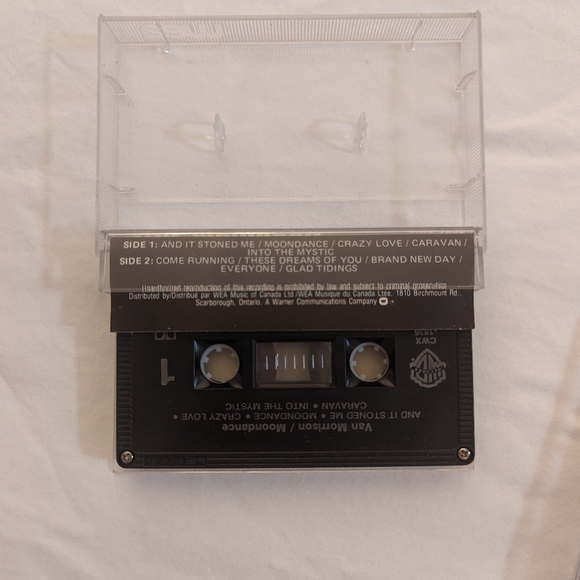 SIDE 1: AND IT STONED ME / MOONDANCE / CRAZY LOVE / CARAVAN /
INTO THE MYSTIC
SIDE 2: COME RUNNING / THESE DREAMS OF YOU / BRAND NEW DAY /
EVERYONE / GLAD TIDINGS
Unauthorized reproduction of this recording is prohibited by law and subject to criminal prosecution
Distributed by/Distribué par WEA Music of Canada Ltd./WEA Musique du Canada Ltée. 1810 Birchmount Rd.,
Scarborough, Ontario. A Warner Communications Company
1
CWX
-1835
Van Morrison / Moondance
AND IT STONED ME • MOONDANCE • CRAZY LOVE •
CARAVAN • INTO THE MYSTIC